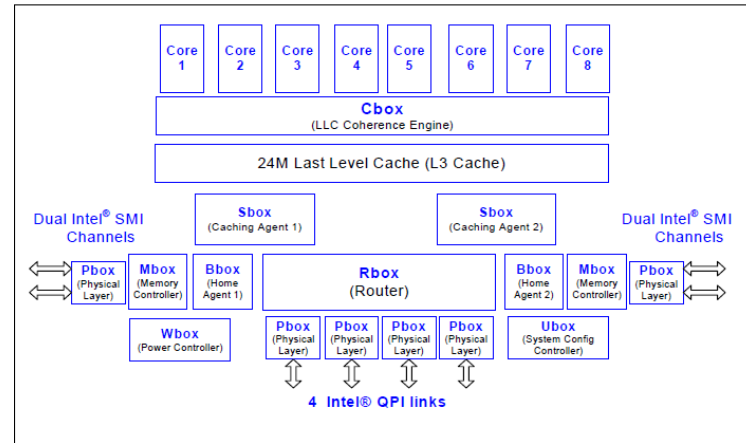 Core Core Core Core Core Core Core Core
1 2 3 4 5 6 7 8
Cbox
(LLC Coherence Engine)
24M Last Level Cache (L3 Cache)
Dual Intel® SMI
Channels
Sbox
(Caching Agent 1)
Sbox
(Caching Agent 2)
Dual Intel® SMI
Channels
Pbox
(Physical
Layer)
Mbox
(Memory
Controller)
Bbox
(Home
Agent 1)
Rbox
(Router)
Bbox
(Home
Agent 2)
Mbox
(Memory
Controller)
Pbox
(Physical
Layer)
Wbox
(Power Controller)
Pbox
(Physical
Layer)
Pbox
(Physical
Layer)
Pbox
(Physical
Layer)
Pbox
(Physical
Layer)
Ubox
(System Config
Controller)
4 Intel® QPI links